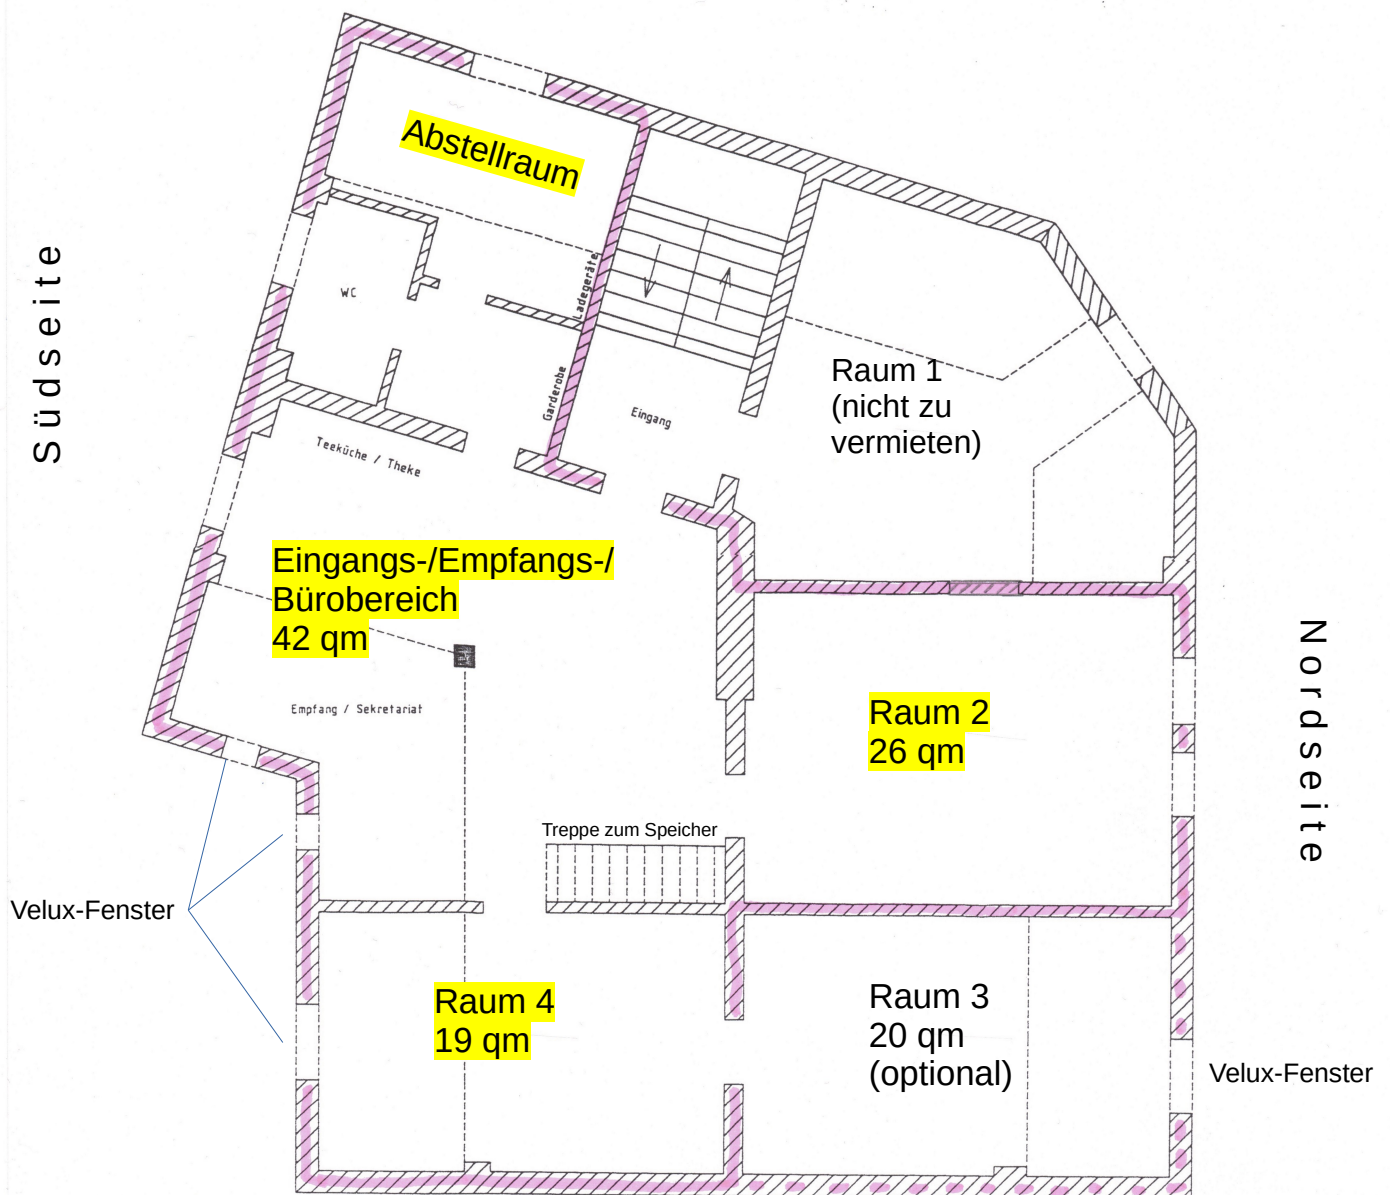 Abstellraum
Südseite
WC
Ladegeräte
Garderobe
Eingang
Raum 1
(nicht zu
vermieten)
Teeküche / Theke
Eingangs-/Empfangs-/
Bürobereich
42 qm
Empfang / Sekretariat
Raum 2
26 qm
Nordseite
Treppe zum Speicher
Velux-Fenster
Raum 4
19 qm
Raum 3
20 qm
(optional)
Velux-Fenster